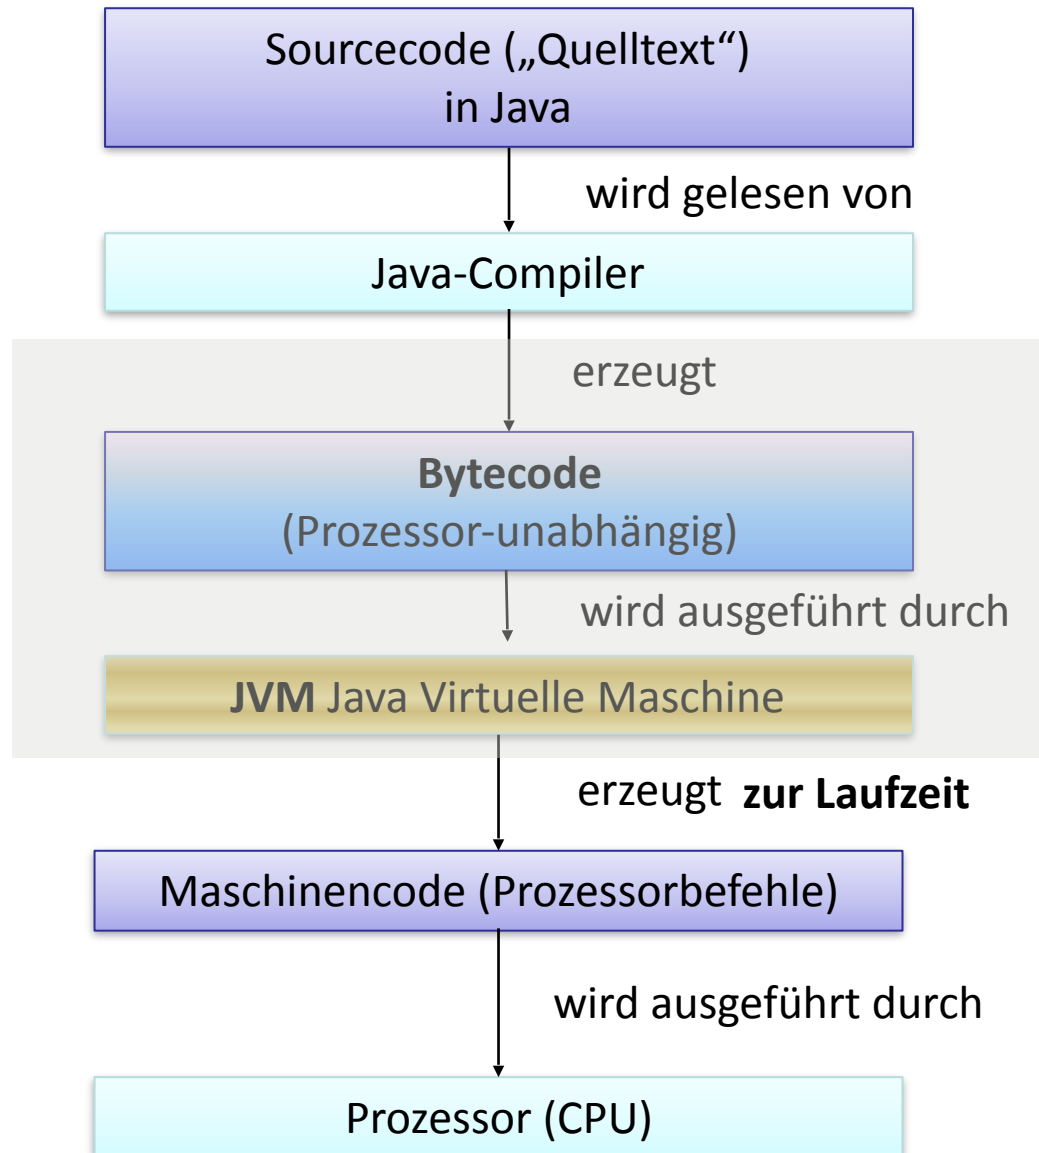 Sourcecode („Quelltext“)
in Java
wird gelesen von
Java-Compiler
erzeugt
Bytecode
(Prozessor-unabhängig)
wird ausgeführt durch
JVM Java Virtuelle Maschine
erzeugt zur Laufzeit
Maschinencode (Prozessorbefehle)
wird ausgeführt durch
Prozessor (CPU)